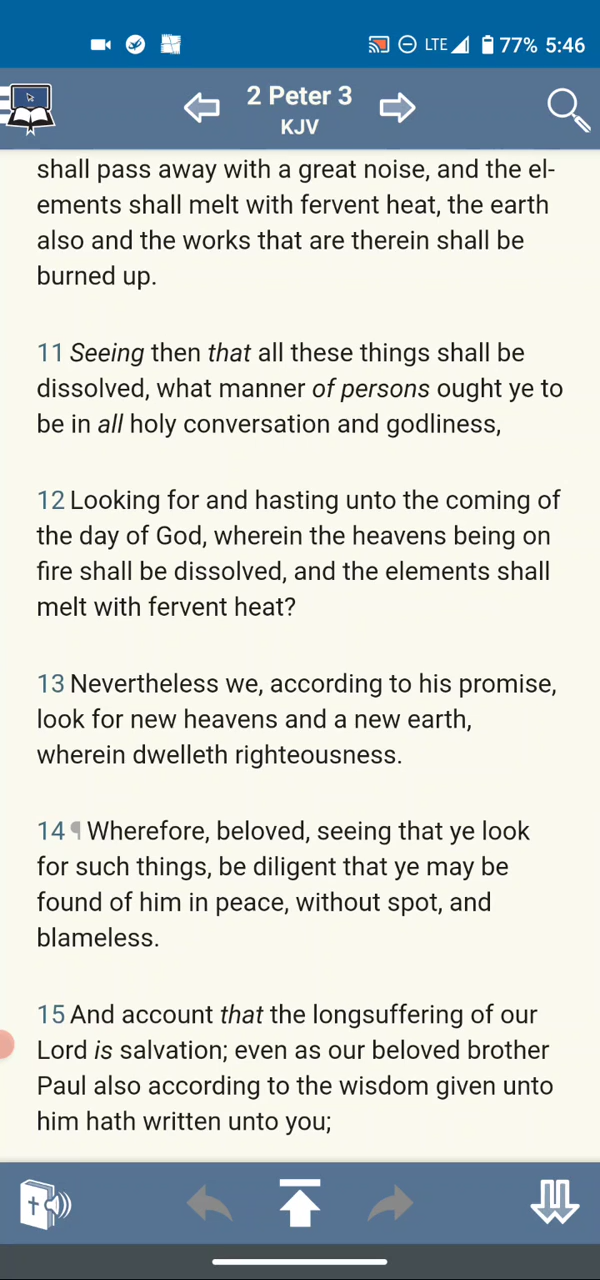 LTE 77% 5:46
2 Peter 3
KJV
shall pass away with a great noise, and the el-
ements shall melt with fervent heat, the earth
also and the works that are therein shall be
burned up.
11 Seeing then that all these things shall be
dissolved, what manner of persons ought ye to
be in all holy conversation and godliness,
12 Looking for and hasting unto the coming of
the day of God, wherein the heavens being on
fire shall be dissolved, and the elements shall
melt with fervent heat?
13 Nevertheless we, according to his promise,
look for new heavens and a new earth,
wherein dwelleth righteousness.
14 ¶ Wherefore, beloved, seeing that ye look
for such things, be diligent that ye may be
found of him in peace, without spot, and
blameless.
15 And account that the longsuffering of our
Lord is salvation; even as our beloved brother
Paul also according to the wisdom given unto
him hath written unto you;